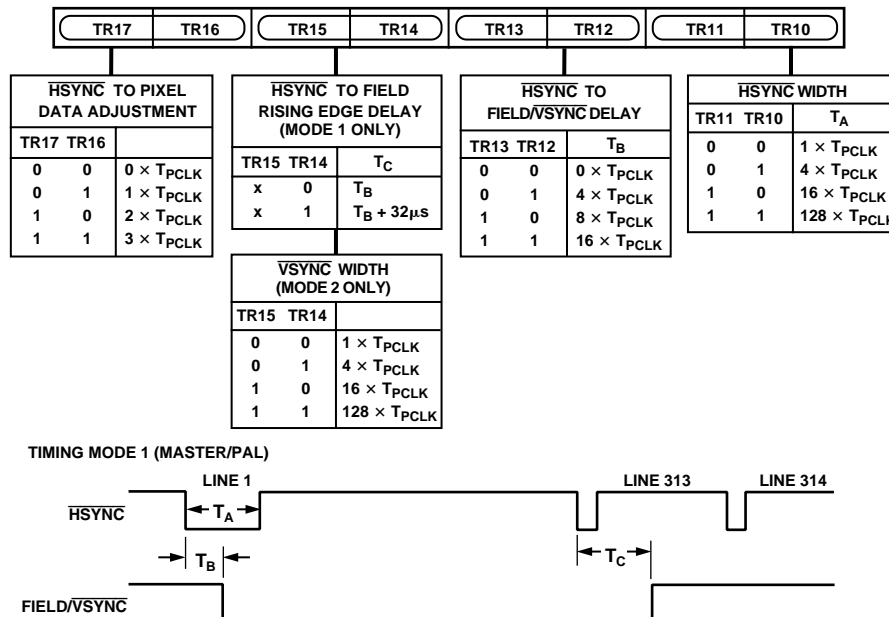 TR17 TR16 TR15 TR14 TR13 TR12 TR11 TR10
HSYNC TO PIXEL
DATA ADJUSTMENT
TR17 TR16
0 0 0 × TPCLK
0 1 1 × TPCLK
1 0 2 × TPCLK
1 1 3 × TPCLK
HSYNC TO FIELD
RISING EDGE DELAY
(MODE 1 ONLY)
TR15 TR14 TC
x 0 TB
x 1 TB + 32µs
VSYNC WIDTH
(MODE 2 ONLY)
TR15 TR14
0 0 1 × TPCLK
0 1 4 × TPCLK
1 0 16 × TPCLK
1 1 128 × TPCLK
HSYNC TO
FIELD/VSYNC DELAY
TR13 TR12 TB
0 0 0 × TPCLK
0 1 4 × TPCLK
1 0 8 × TPCLK
1 1 16 × TPCLK
HSYNC WIDTH
TR11 TR10 TA
0 0 1 × TPCLK
0 1 4 × TPCLK
1 0 16 × TPCLK
1 1 128 × TPCLK
TIMING MODE 1 (MASTER/PAL)
LINE 1 LINE 313 LINE 314
HSYNC
TA
TB
TC
FIELD/VSYNC